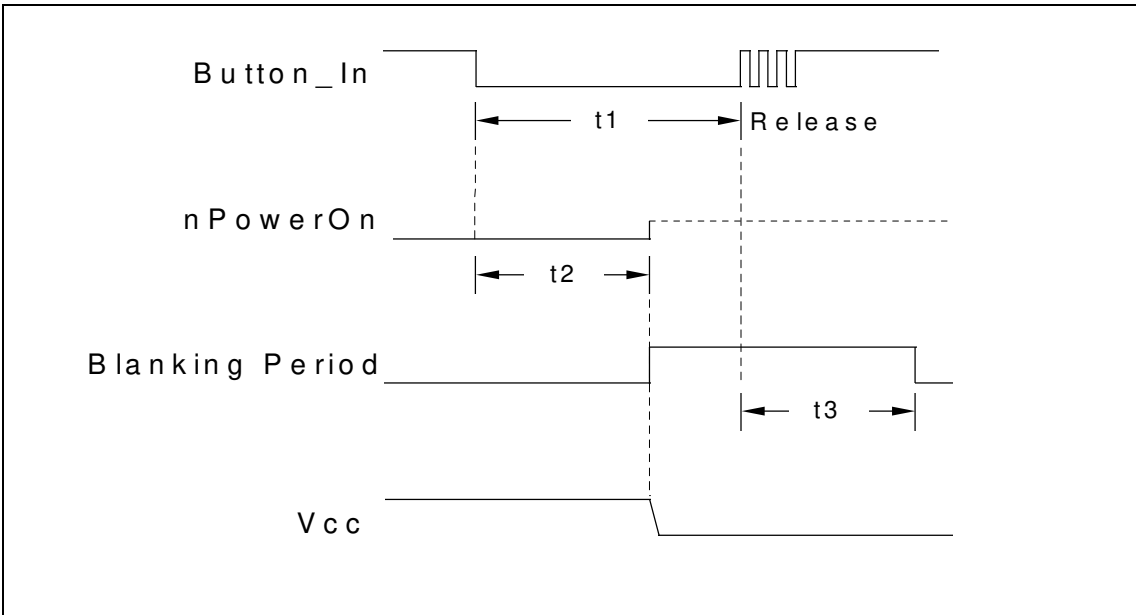 Button_In
t1
Release
nPowerOn
t2
Blanking Period
t3
Vcc